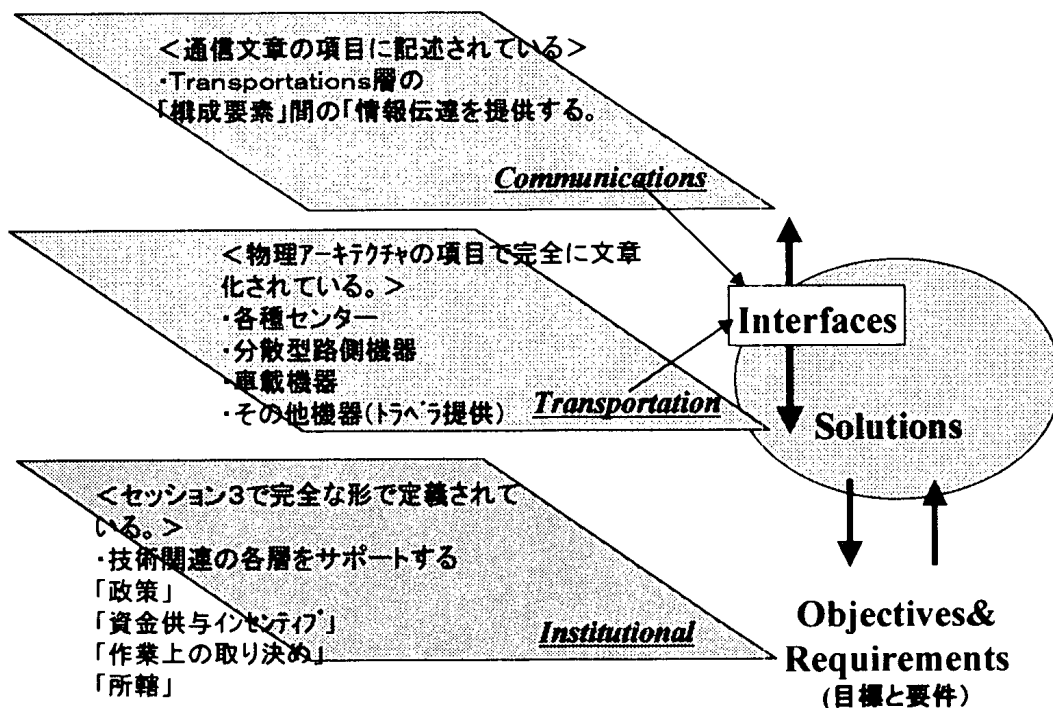 ＜通信文章の項目に記述されている＞
・Transportations層の
「構成要素」間の「情報伝達を提供する。
Communications
＜物理ｱｰｷﾃｸﾁｬの項目で完全に文章
化されている。＞
・各種センター
・分散型路側機器
・車載機器
・その他機器(ﾄﾗﾍﾞﾗ提供)
Transportation
Interfaces
Solutions
＜セッション3で完全な形で定義されて
いる。＞
・技術関連の各層をサポートする
「政策」
「資金供与ｲﾝｾﾝﾃｨﾌﾞ」
「作業上の取り決め」
「所轄」
Institutional
Objectives&
Requirements
(目標と要件)